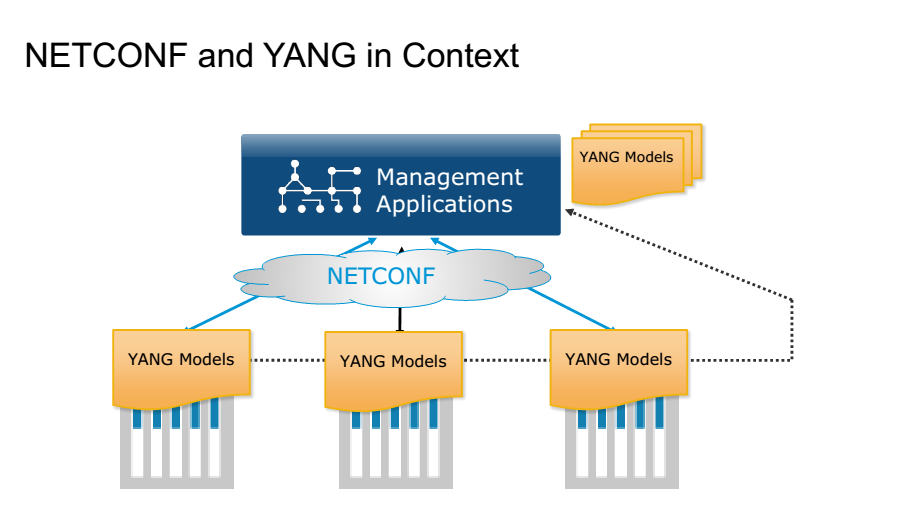 NETCONF and YANG in Context
YANG Models
Management
Applications
NETCONF
YANG Models
YANG Models
YANG Models